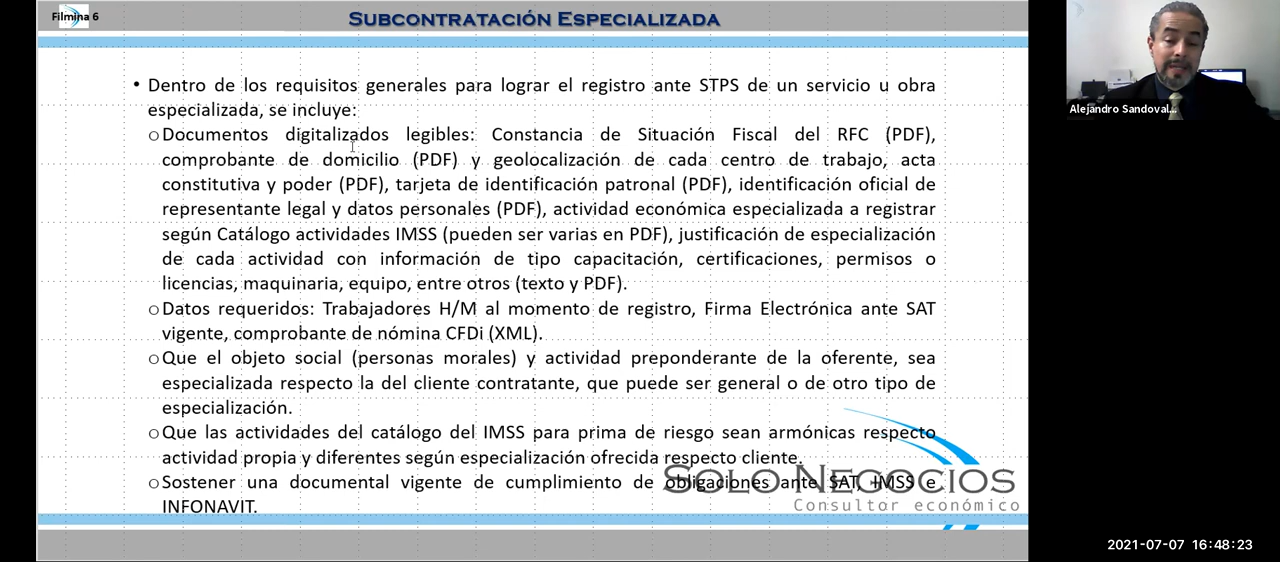 Filmina 6
Subcontratación Especializada
• Dentro de los requisitos generales para lograr el registro ante STPS de un servicio u obra
especializada, se incluye:
o Documentos digitalizados legibles: Constancia de Situación Fiscal del RFC (PDF),
comprobante de domicilio (PDF) y geolocalización de cada centro de trabajo, acta
constitutiva y poder (PDF), tarjeta de identificación patronal (PDF), identificación oficial de
representante legal y datos personales (PDF), actividad económica especializada a registrar
según Catálogo actividades IMSS (pueden ser varias en PDF), justificación de especialización
de cada actividad con información de tipo capacitación, certificaciones, permisos o
licencias, maquinaria, equipo, entre otros (texto y PDF).
o Datos requeridos: Trabajadores H/M al momento de registro, Firma Electrónica ante SAT
vigente, comprobante de nómina CFDi (XML).
o Que el objeto social (personas morales) y actividad preponderante de la oferente, sea
especializada respecto la del cliente contratante, que puede ser general o de otro tipo de
especialización.
o Que las actividades del catálogo del IMSS para prima de riesgo sean armónicas respecto
actividad propia y diferentes según especialización ofrecida respecto cliente.
o Sostener una documental vigente de cumplimiento de obligaciones ante SAT, IMSS e
INFONAVIT.
Solo Negocios
Consultor económico
Alejandro Sandoval...
2021-07-07 16:48:23